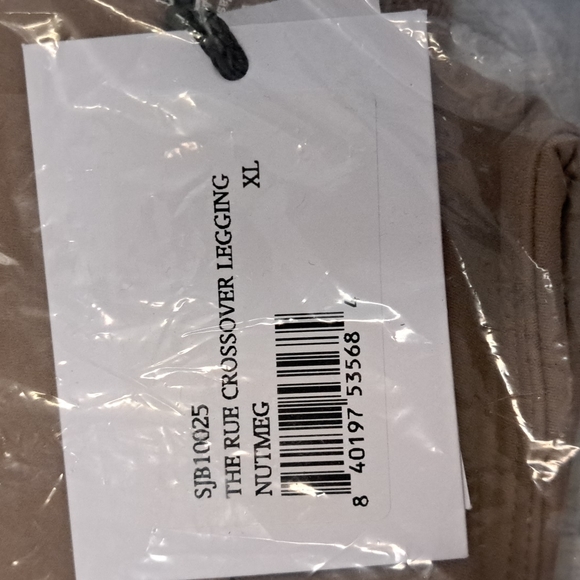 SJB10025
THE RUE CROSSOVER LEGGING
NUTMEG XL
8 40197 53568 4